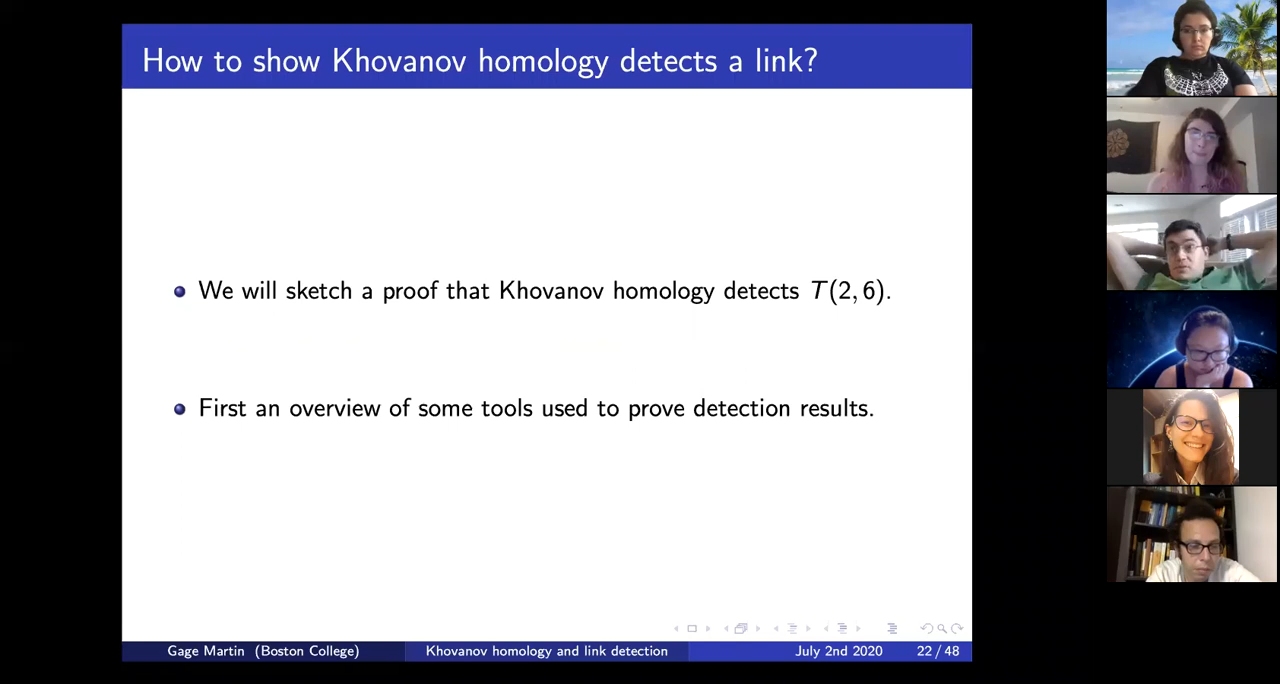 How to show Khovanov homology detects a link?
We will sketch a proof that Khovanov homology detects T(2, 6).
First an overview of some tools used to prove detection results.
Gage Martin (Boston College) Khovanov homology and link detection July 2nd 2020 22 / 48